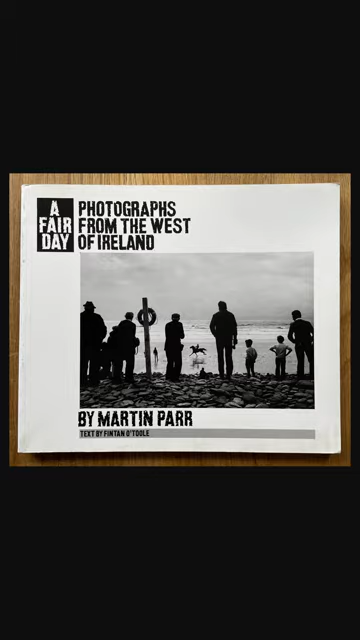 A
FAIR
DAY
PHOTOGRAPHS
FROM THE WEST
OF IRELAND
BY MARTIN PARR
TEXT BY FINTAN O'TOOLE